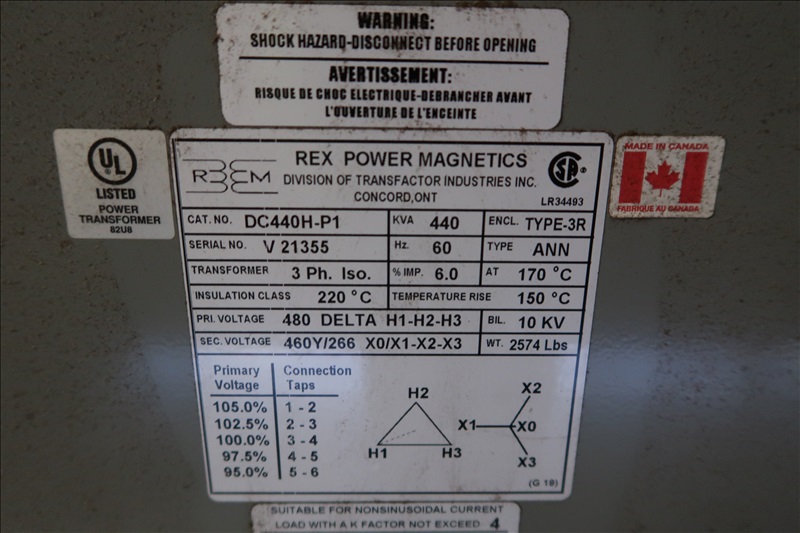 WARNING:
SHOCK HAZARD-DISCONNECT BEFORE OPENING
AVERTISSEMENT:
RISQUE DE CHOC ELECTRIQUE-DEBRANCHER AVANT
L'OUVERTURE DE L'ENCEINTE
UL
LISTED
POWER
TRANSFORMER
82U8
REX POWER MAGNETICS
DIVISION OF TRANSFACTOR INDUSTRIES INC.
CONCORD,ONT
LR34493
MADE IN CANADA
FABRIQUE AU CANADA
CAT. NO. DC440H-P1 KVA 440 ENCL. TYPE-3R
SERIAL NO. V 21355 Hz. 60 TYPE ANN
TRANSFORMER 3 Ph. Iso. % IMP. 6.0 AT 170 °C
INSULATION CLASS 220 °C TEMPERATURE RISE 150 °C
PRI. VOLTAGE 480 DELTA H1-H2-H3 BIL. 10 KV
SEC. VOLTAGE 460Y/266 X0/X1-X2-X3 WT. 2574 Lbs
Primary Connection
Voltage Taps
105.0% 1 - 2
102.5% 2 - 3
100.0% 3 - 4
97.5% 4 - 5
95.0% 5 - 6
H2
H1 H3
X2
X1 X0
X3
(G 18)
SUITABLE FOR NONSINUSOIDAL CURRENT
LOAD WITH A K FACTOR NOT EXCEED 4